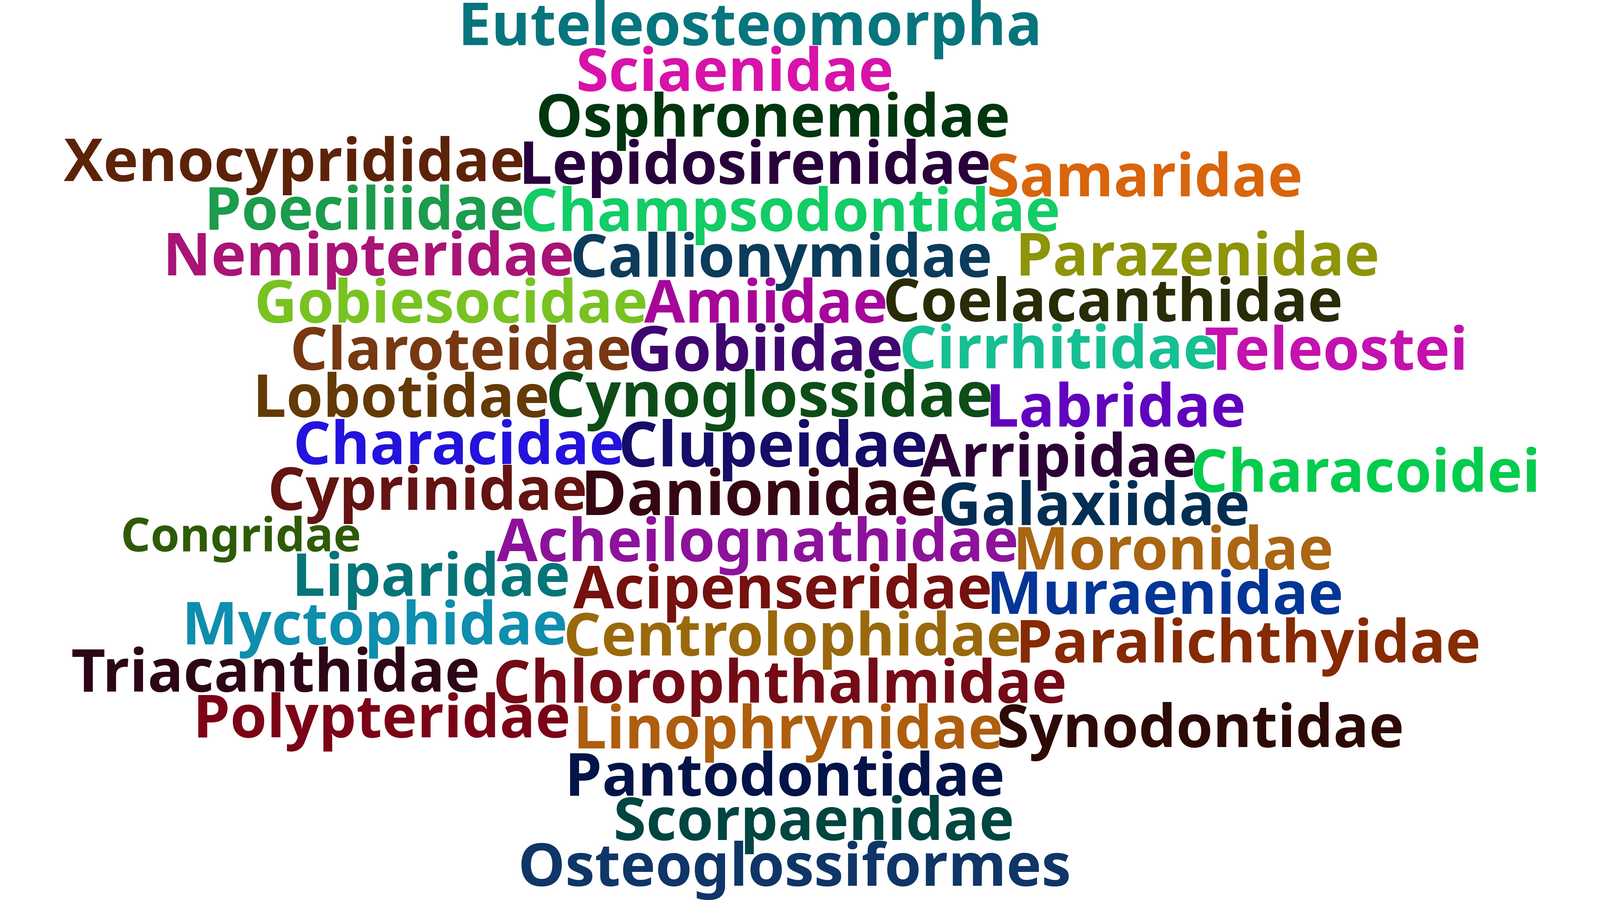 Euteleosteomorpha
Sciaenidae
Osphronemidae
Xenocyprididae Lepidosirenidae Samaridae
Poeciliidae Champsodontidae
Nemipteridae Callionymidae Parazenidae
Gobiesocidae Amiidae Coelacanthidae
Claroteidae Gobiidae Cirrhitidae Teleostei
Lobotidae Cynoglossidae Labridae
Characidae Clupeidae Arripidae Characoidei
Cyprinidae Danionidae Galaxiidae
Congridae Acheilognathidae Moronidae
Liparidae Acipenseridae Muraenidae
Myctophidae Centrolophidae Paralichthyidae
Triacanthidae Chlorophthalmidae
Polypteridae Linophrynidae Synodontidae
Pantodontidae
Scorpaenidae
Osteoglossiformes